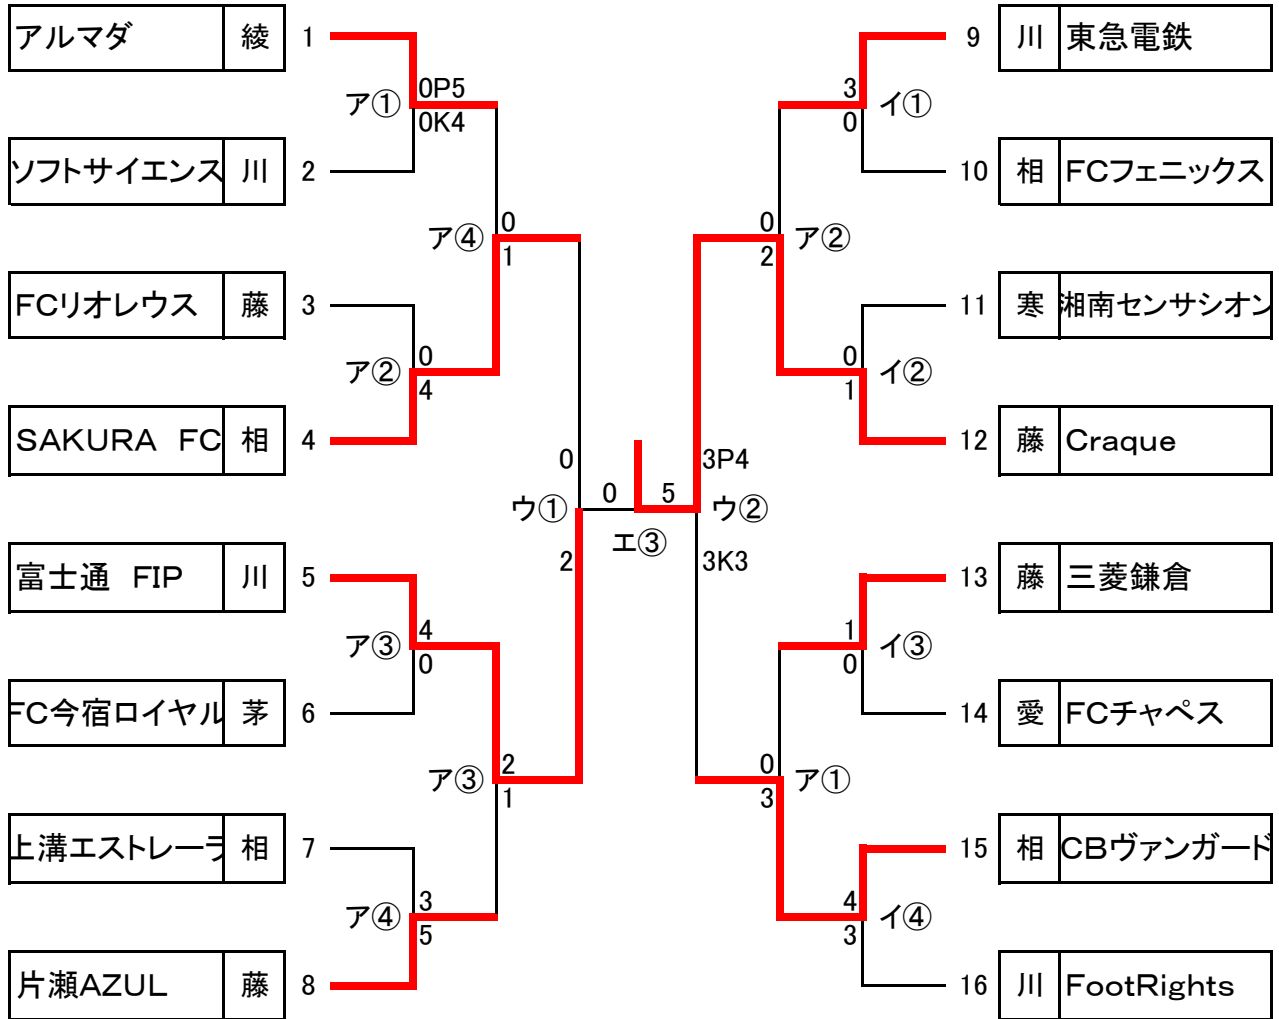 アルマダ 綾 1
ア① 0P5
0K4
ソフトサイエンス 川 2
ア④ 0
1
FCリオレウス 藤 3
ア② 0
4
SAKURA FC 相 4
0
ウ① 0
2
富士通 FIP 川 5
ア③ 4
0
FC今宿ロイヤル 茅 6
ア③ 2
1
上溝エストレーラ 相 7
ア④ 3
5
片瀬AZUL 藤 8
5
エ③
9 川 東急電鉄
3 イ①
0
10 相 FCフェニックス
0 ア②
2
11 寒 湘南センサシオン
0 イ②
1
12 藤 Craque
3P4
ウ②
3K3
13 藤 三菱鎌倉
1 イ③
0
14 愛 FCチャペス
0 ア①
3
15 相 CBヴァンガード
4 イ④
3
16 川 FootRights